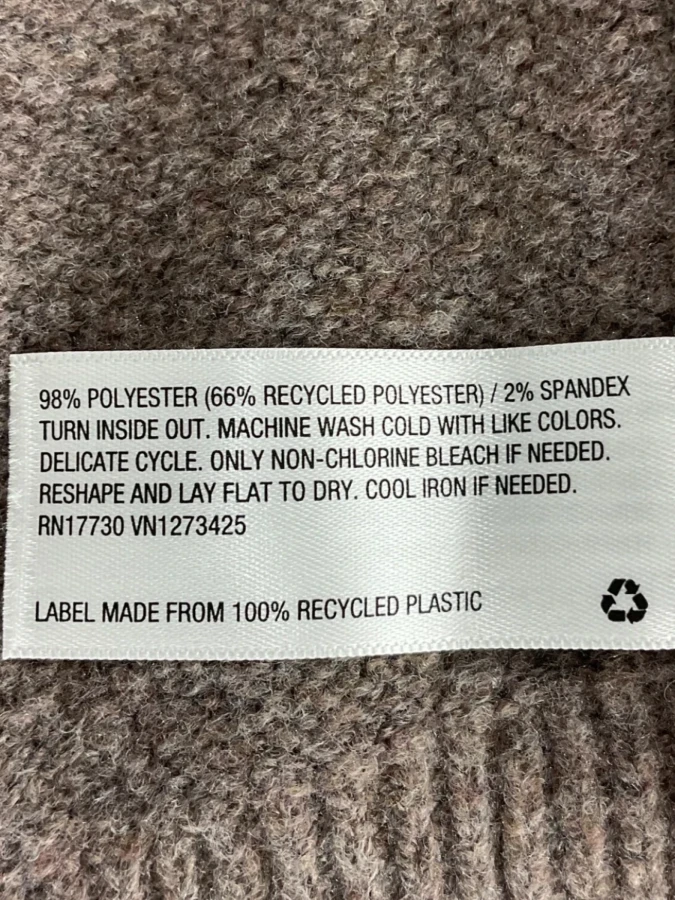 98% POLYESTER (66% RECYCLED POLYESTER) / 2% SPANDEX
TURN INSIDE OUT. MACHINE WASH COLD WITH LIKE COLORS.
DELICATE CYCLE. ONLY NON-CHLORINE BLEACH IF NEEDED.
RESHAPE AND LAY FLAT TO DRY. COOL IRON IF NEEDED.
RN17730 VN1273425
LABEL MADE FROM 100% RECYCLED PLASTIC